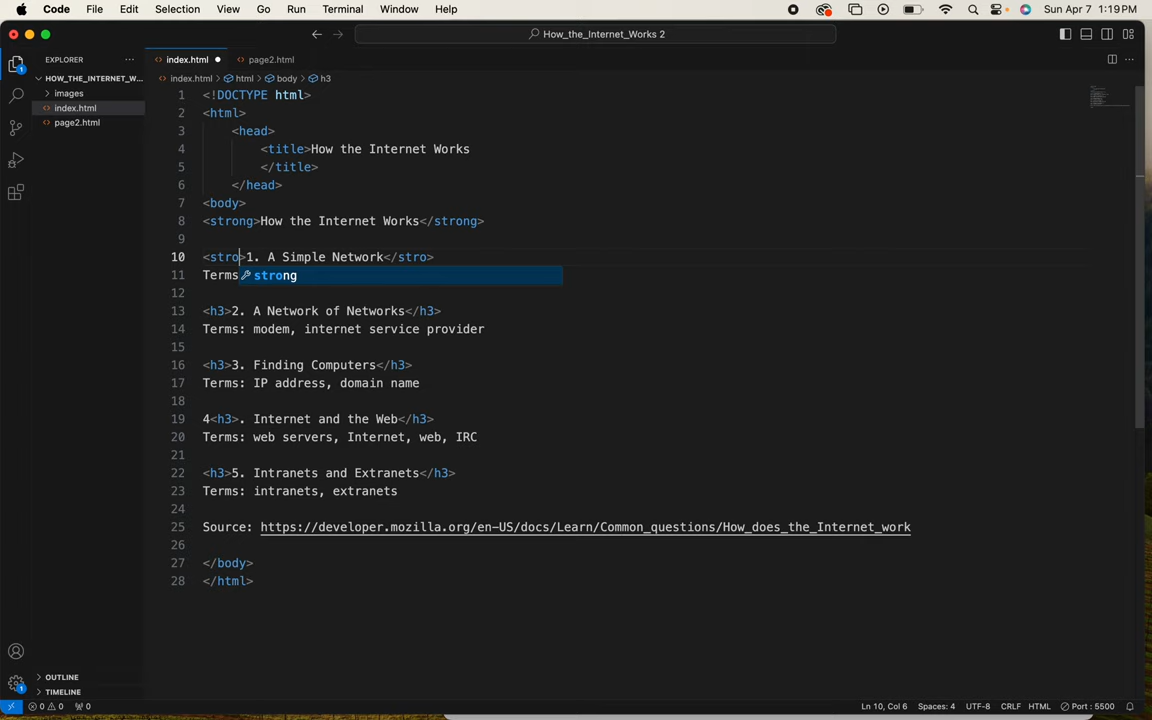 Code File Edit Selection View Go Run Terminal Window Help Sun Apr 7 1:19 PM
How_the_Internet_Works 2
EXPLORER
index.html page2.html
HOW_THE_INTERNET_W...
index.html > html > body > h3
images
index.html
page2.html
1 <!DOCTYPE html>
2 <html>
3 <head>
4 <title>How the Internet Works
5 </title>
6 </head>
7 <body>
8 <strong>How the Internet Works</strong>
9
10 <stro>1. A Simple Network</stro>
11 Terms
strong
12
13 <h3>2. A Network of Networks</h3>
14 Terms: modem, internet service provider
15
16 <h3>3. Finding Computers</h3>
17 Terms: IP address, domain name
18
19 4<h3>. Internet and the Web</h3>
20 Terms: web servers, Internet, web, IRC
21
22 <h3>5. Intranets and Extranets</h3>
23 Terms: intranets, extranets
24
25 Source: https://developer.mozilla.org/en-US/docs/Learn/Common_questions/How_does_the_Internet_work
26
27 </body>
28 </html>
1
OUTLINE
1
TIMELINE
0 0 0 Ln 10, Col 6 Spaces: 4 UTF-8 CRLF HTML Port : 5500